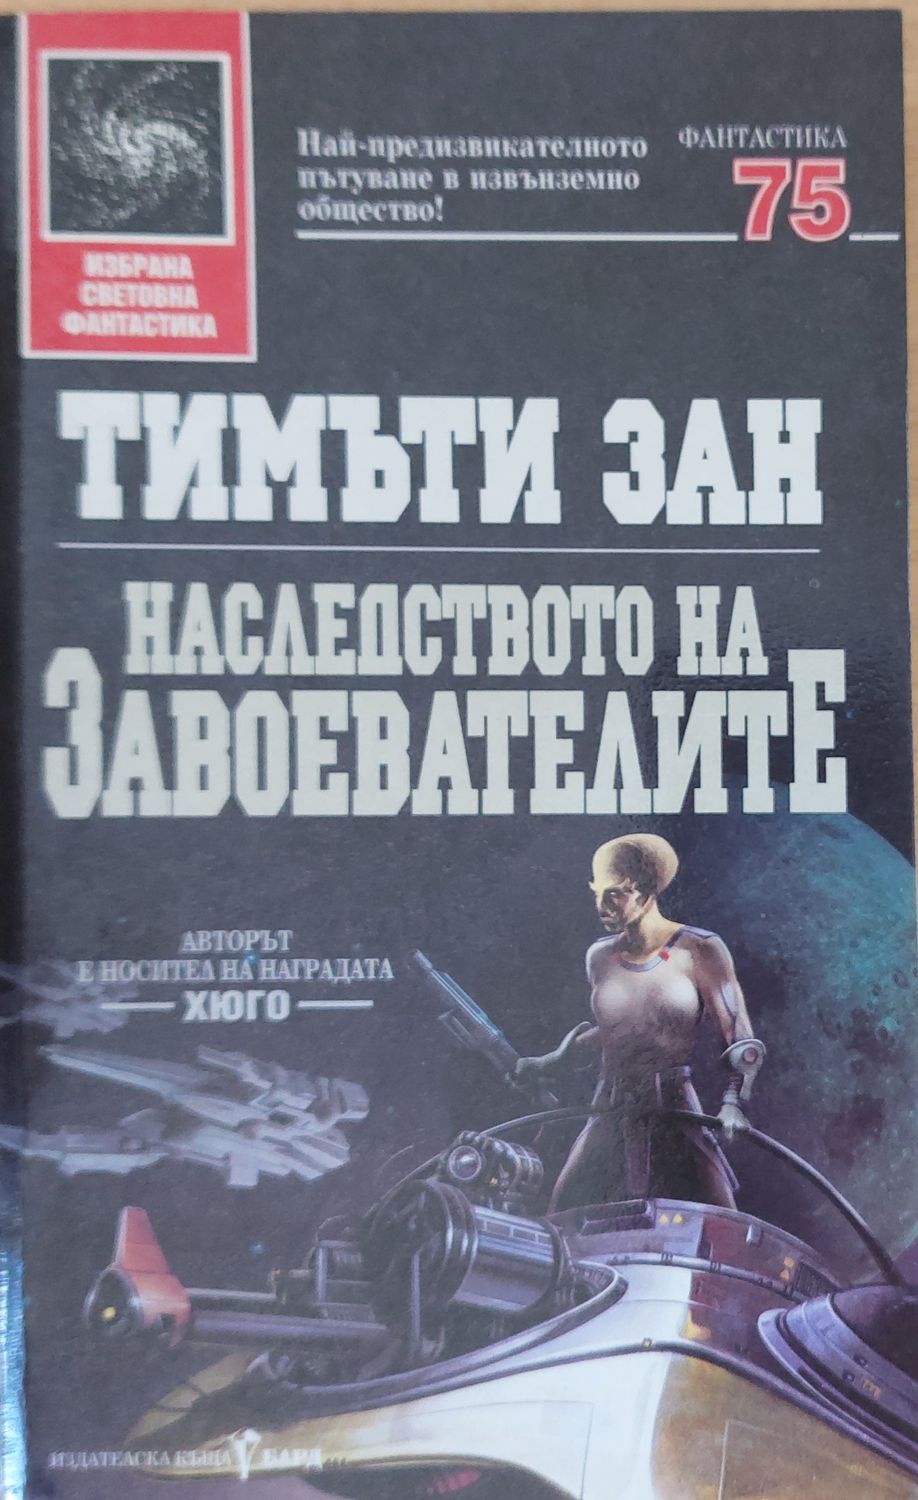 Най-предизвикателното
пътуване в извънземно
общество!
ФАНТАСТИКА
75
ИЗБРАНА
СВЕТОВНА
ФАНТАСТИКА
ТИМЪТИ ЗАН
НАСЛЕДСТВОТО НА
ЗАВОЕВАТЕЛИТЕ
АВТОРЪТ
Е НОСИТЕЛ НА НАГРАДАТА
ХЮГО
ИЗДАТЕЛСКА КЪЩА БАРД